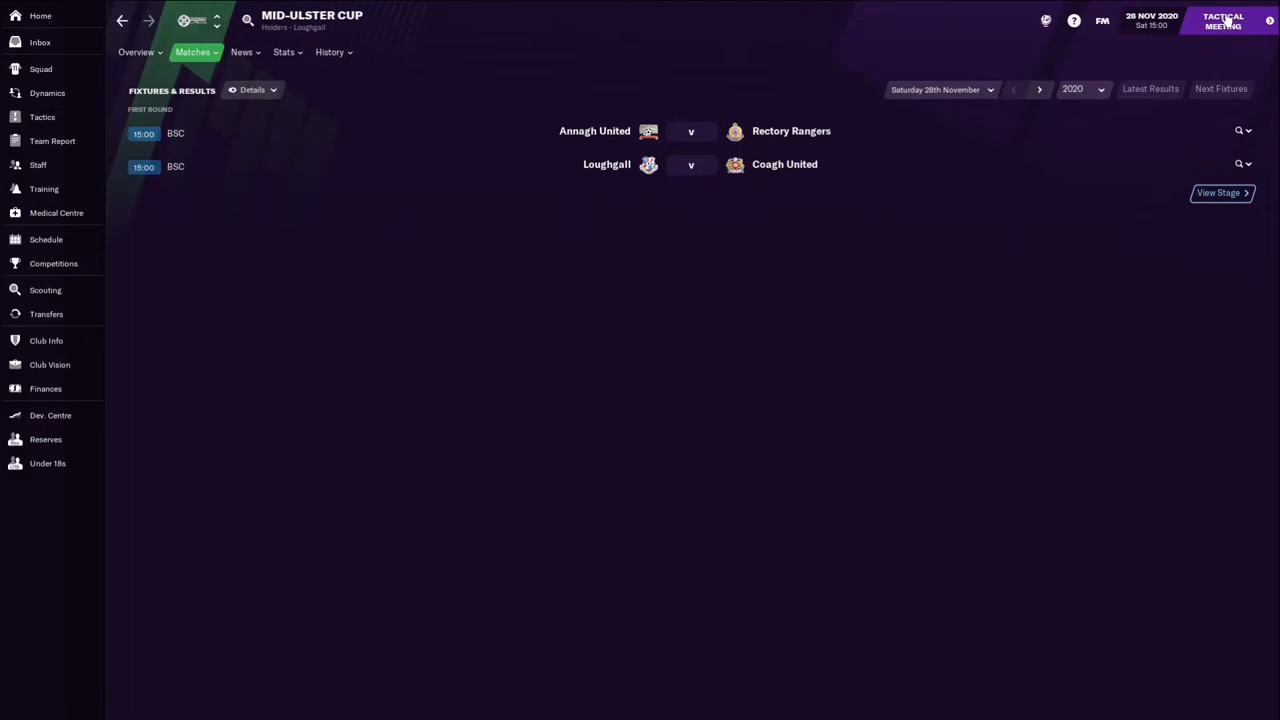 Home
Inbox
Squad
Dynamics
Tactics
Team Report
Staff
Training
Medical Centre
Schedule
Competitions
Scouting
Transfers
Club Info
Club Vision
Finances
Dev. Centre
Reserves
Under 18s
MID-ULSTER CUP
Holders - Loughgall
? FM 28 NOV 2020
Sat 15:00
TACTICAL
MEETING
Overview Matches News Stats History
FIXTURES & RESULTS Details Saturday 28th November 2020 Latest Results Next Fixtures
FIRST ROUND
15:00 BSC Annagh United v Rectory Rangers
15:00 BSC Loughgall v Coagh United
View Stage